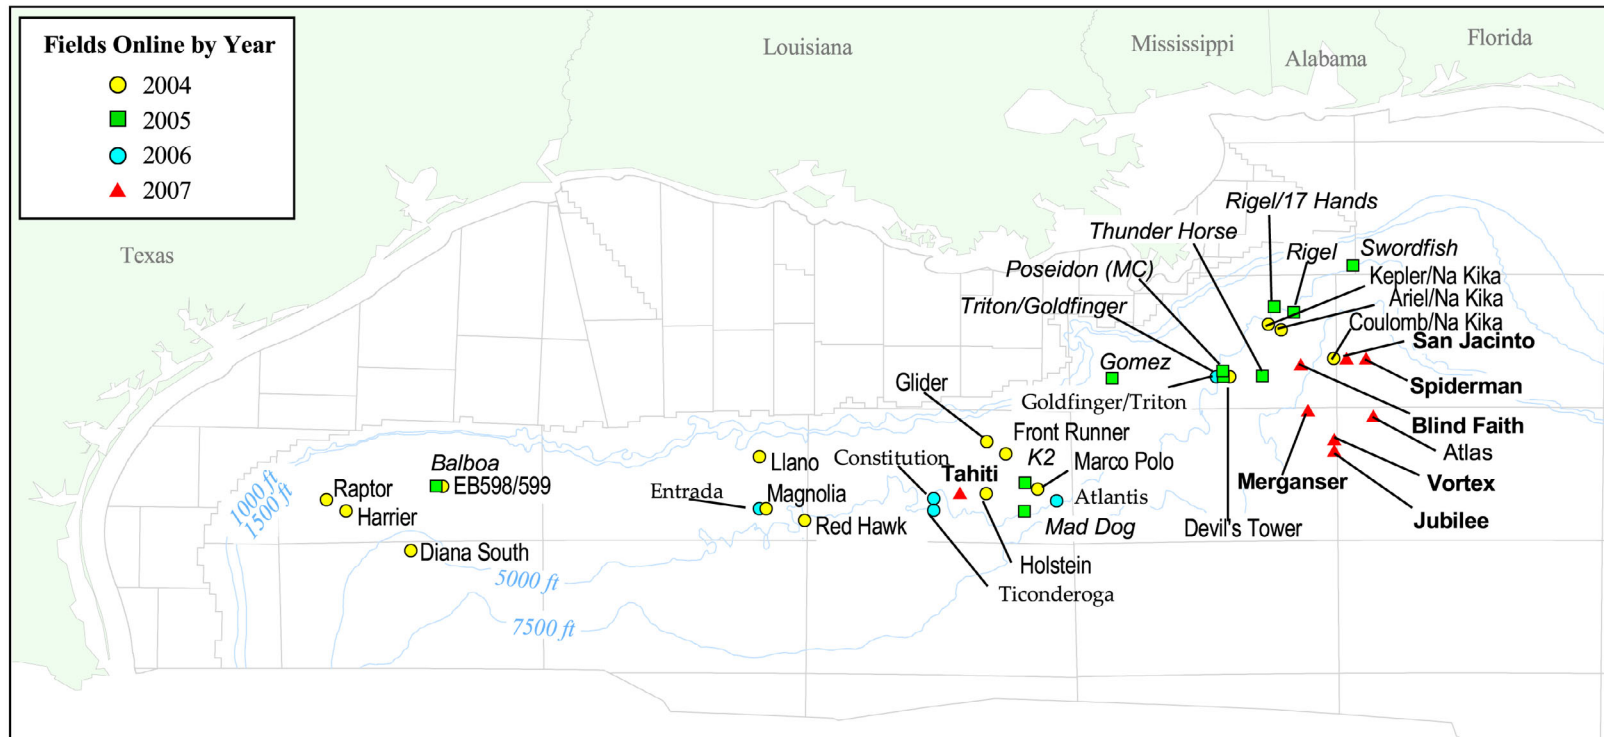 Fields Online by Year
2004
2005
2006
2007
Louisiana
Mississippi
Alabama
Florida
Texas
Rigel/17 Hands
Thunder Horse
Rigel
Swordfish
Poseidon (MC)
Kepler/Na Kika
Triton/Goldfinger
Ariel/Na Kika
Coulomb/Na Kika
San Jacinto
Gomez
Glider
Goldfinger/Triton
Spiderman
Front Runner
Blind Faith
Balboa
Llano
Constitution
K2
Marco Polo
Atlas
EB598/599
Tahiti
Merganser
Vortex
Raptor
Entrada
Magnolia
Atlantis
Harrier
Red Hawk
Mad Dog
Devil's Tower
Jubilee
1000 ft
1500 ft
Diana South
Holstein
5000 ft
Ticonderoga
7500 ft